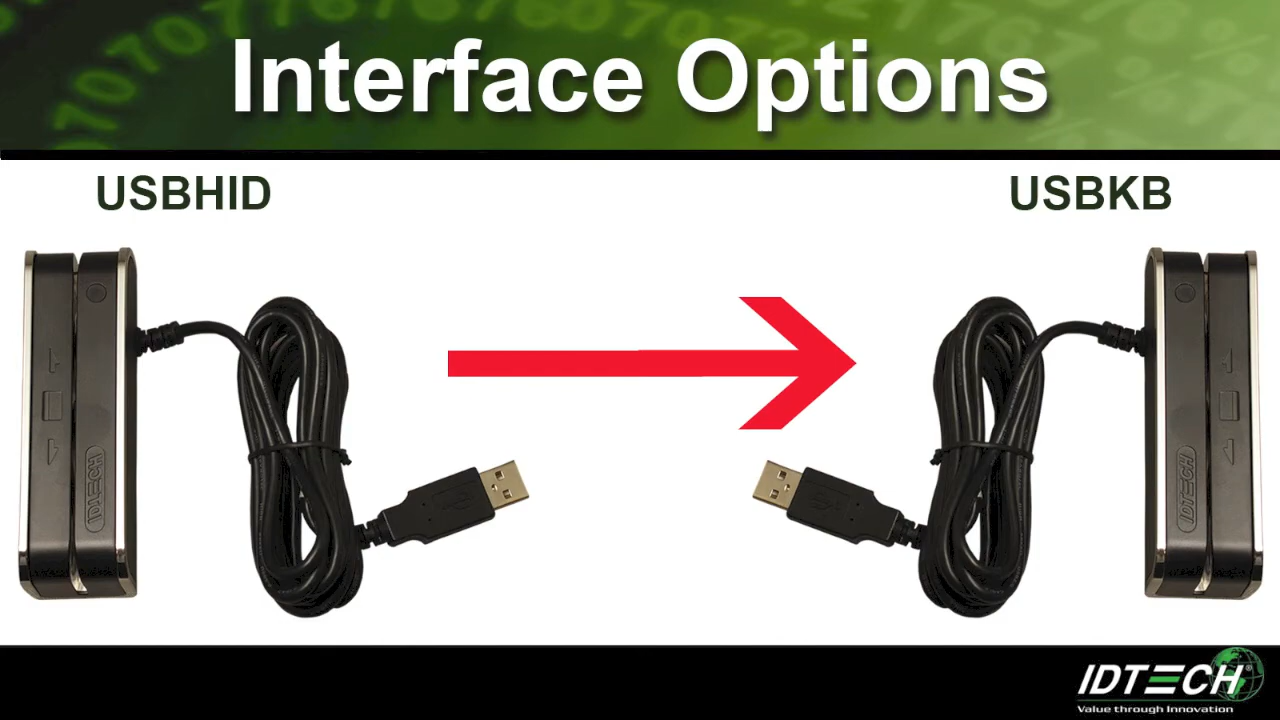 Interface Options
USBHID
USBKB
IDTECH
IDTECH
IDTECH®
Value through Innovation